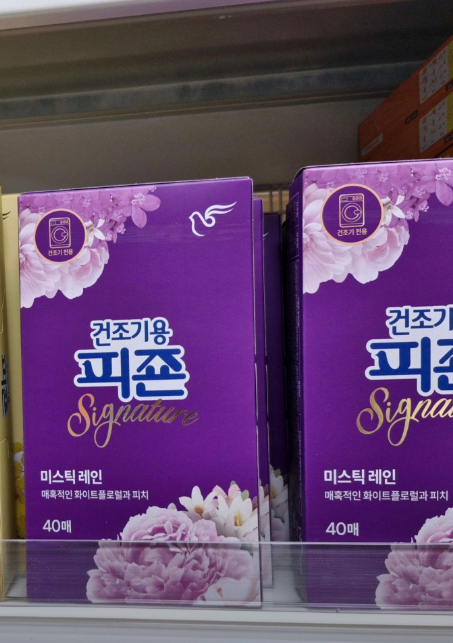 건조기 전용
건조기용
피죤
Signature
미스틱 레인
매혹적인 화이트플로럴과 피치
40매
건조기 전용
건조기
피죤
Signatu
미스틱 레인
매혹적인 화이트플로럴과 피치
40매